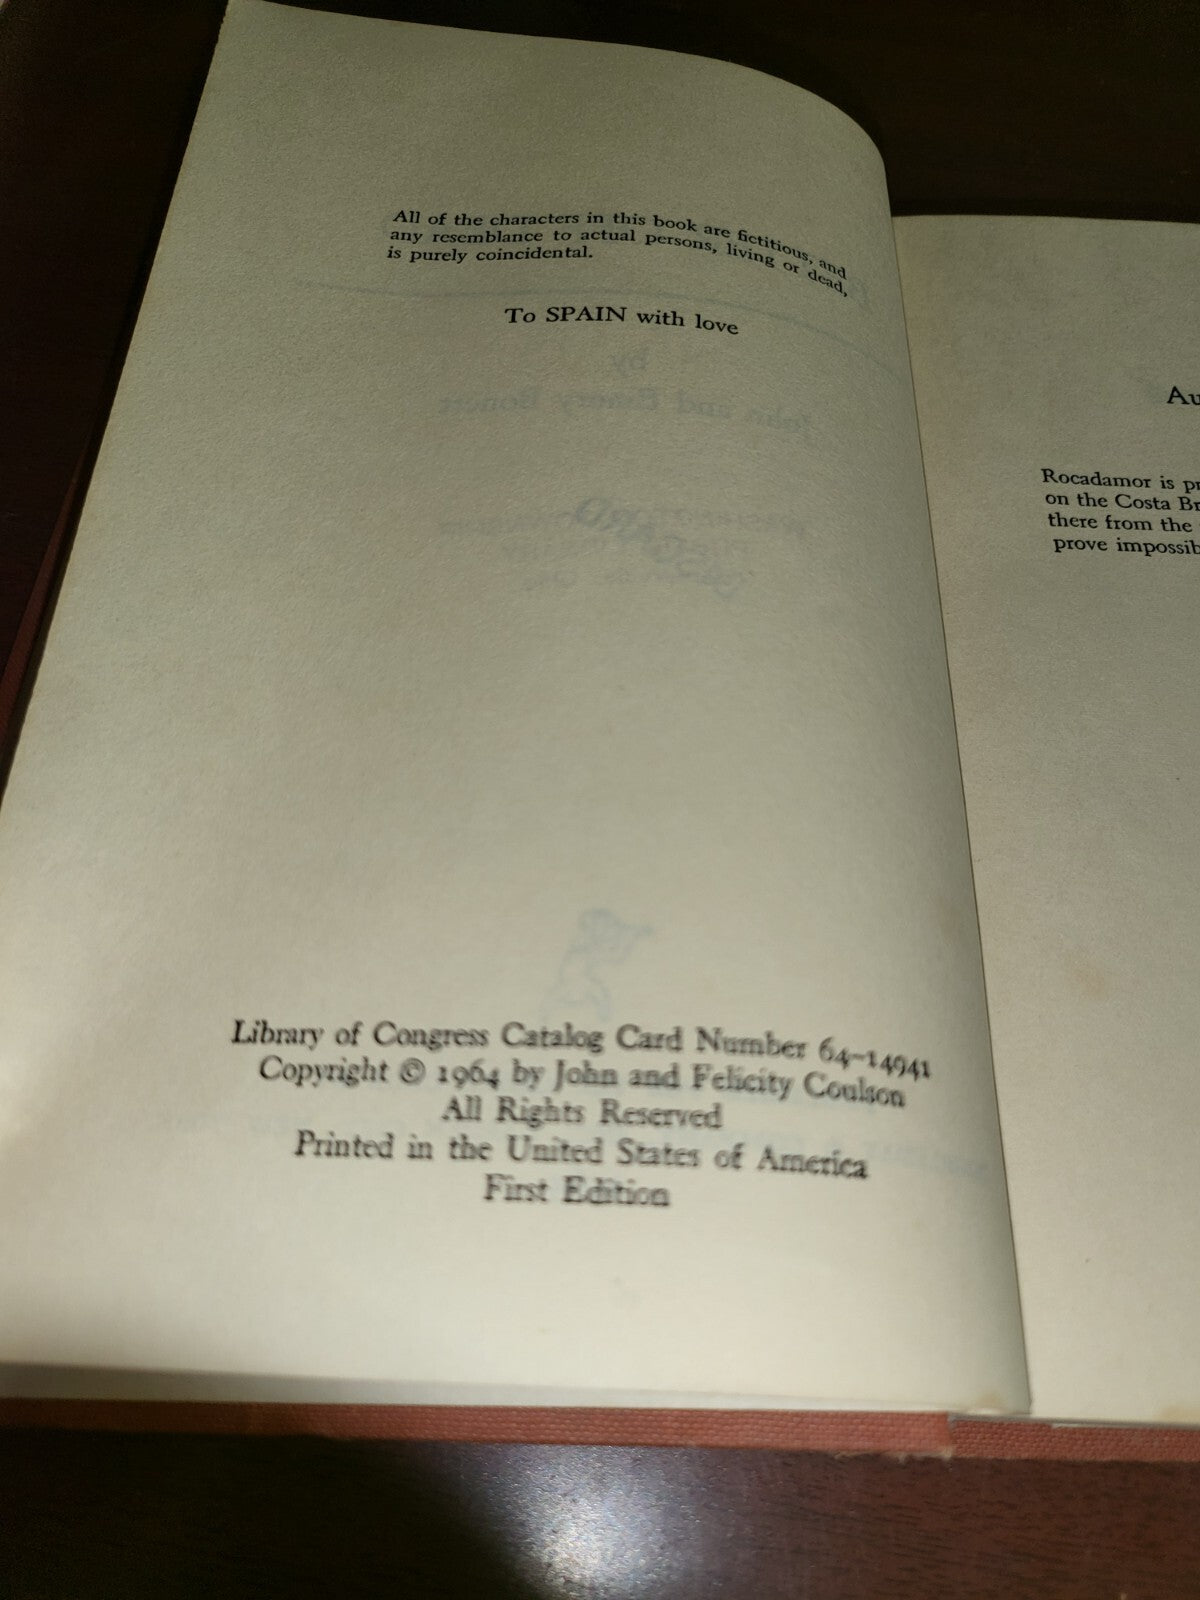 All of the characters in this book are fictitious, and
any resemblance to actual persons, living or dead,
is purely coincidental.
To SPAIN with love
Library of Congress Catalog Card Number 64-14941
Copyright © 1964 by John and Felicity Coulson
All Rights Reserved
Printed in the United States of America
First Edition
Au
Rocadamor is pr
on the Costa Br
there from the
prove impossib